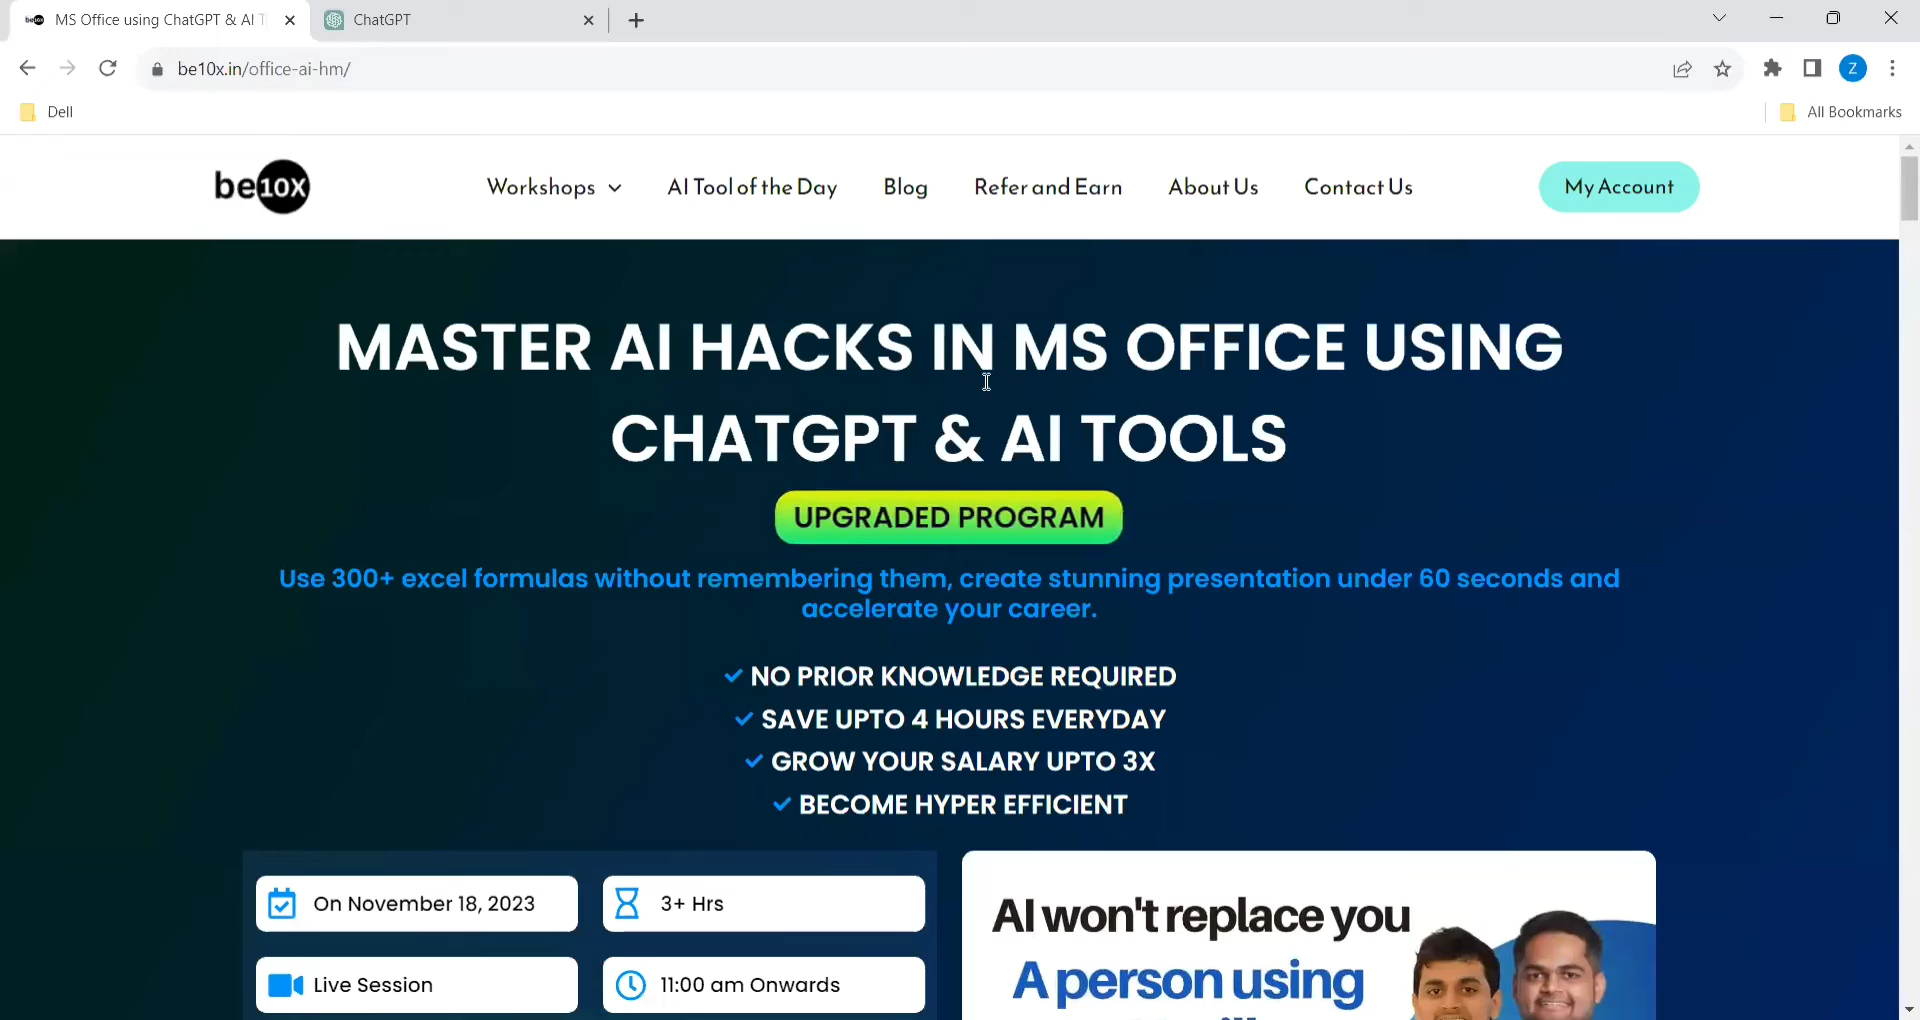 MS Office using ChatGPT & AI T
ChatGPT
be10x.in/office-ai-hm/
Z
Dell
All Bookmarks
be10X
Workshops
AI Tool of the Day
Blog
Refer and Earn
About Us
Contact Us
My Account
MASTER AI HACKS IN MS OFFICE USING
CHATGPT & AI TOOLS
UPGRADED PROGRAM
Use 300+ excel formulas without remembering them, create stunning presentation under 60 seconds and
accelerate your career.
NO PRIOR KNOWLEDGE REQUIRED
SAVE UPTO 4 HOURS EVERYDAY
GROW YOUR SALARY UPTO 3X
BECOME HYPER EFFICIENT
On November 18, 2023
3+ Hrs
Live Session
11:00 am Onwards
AI won't replace you
A person using